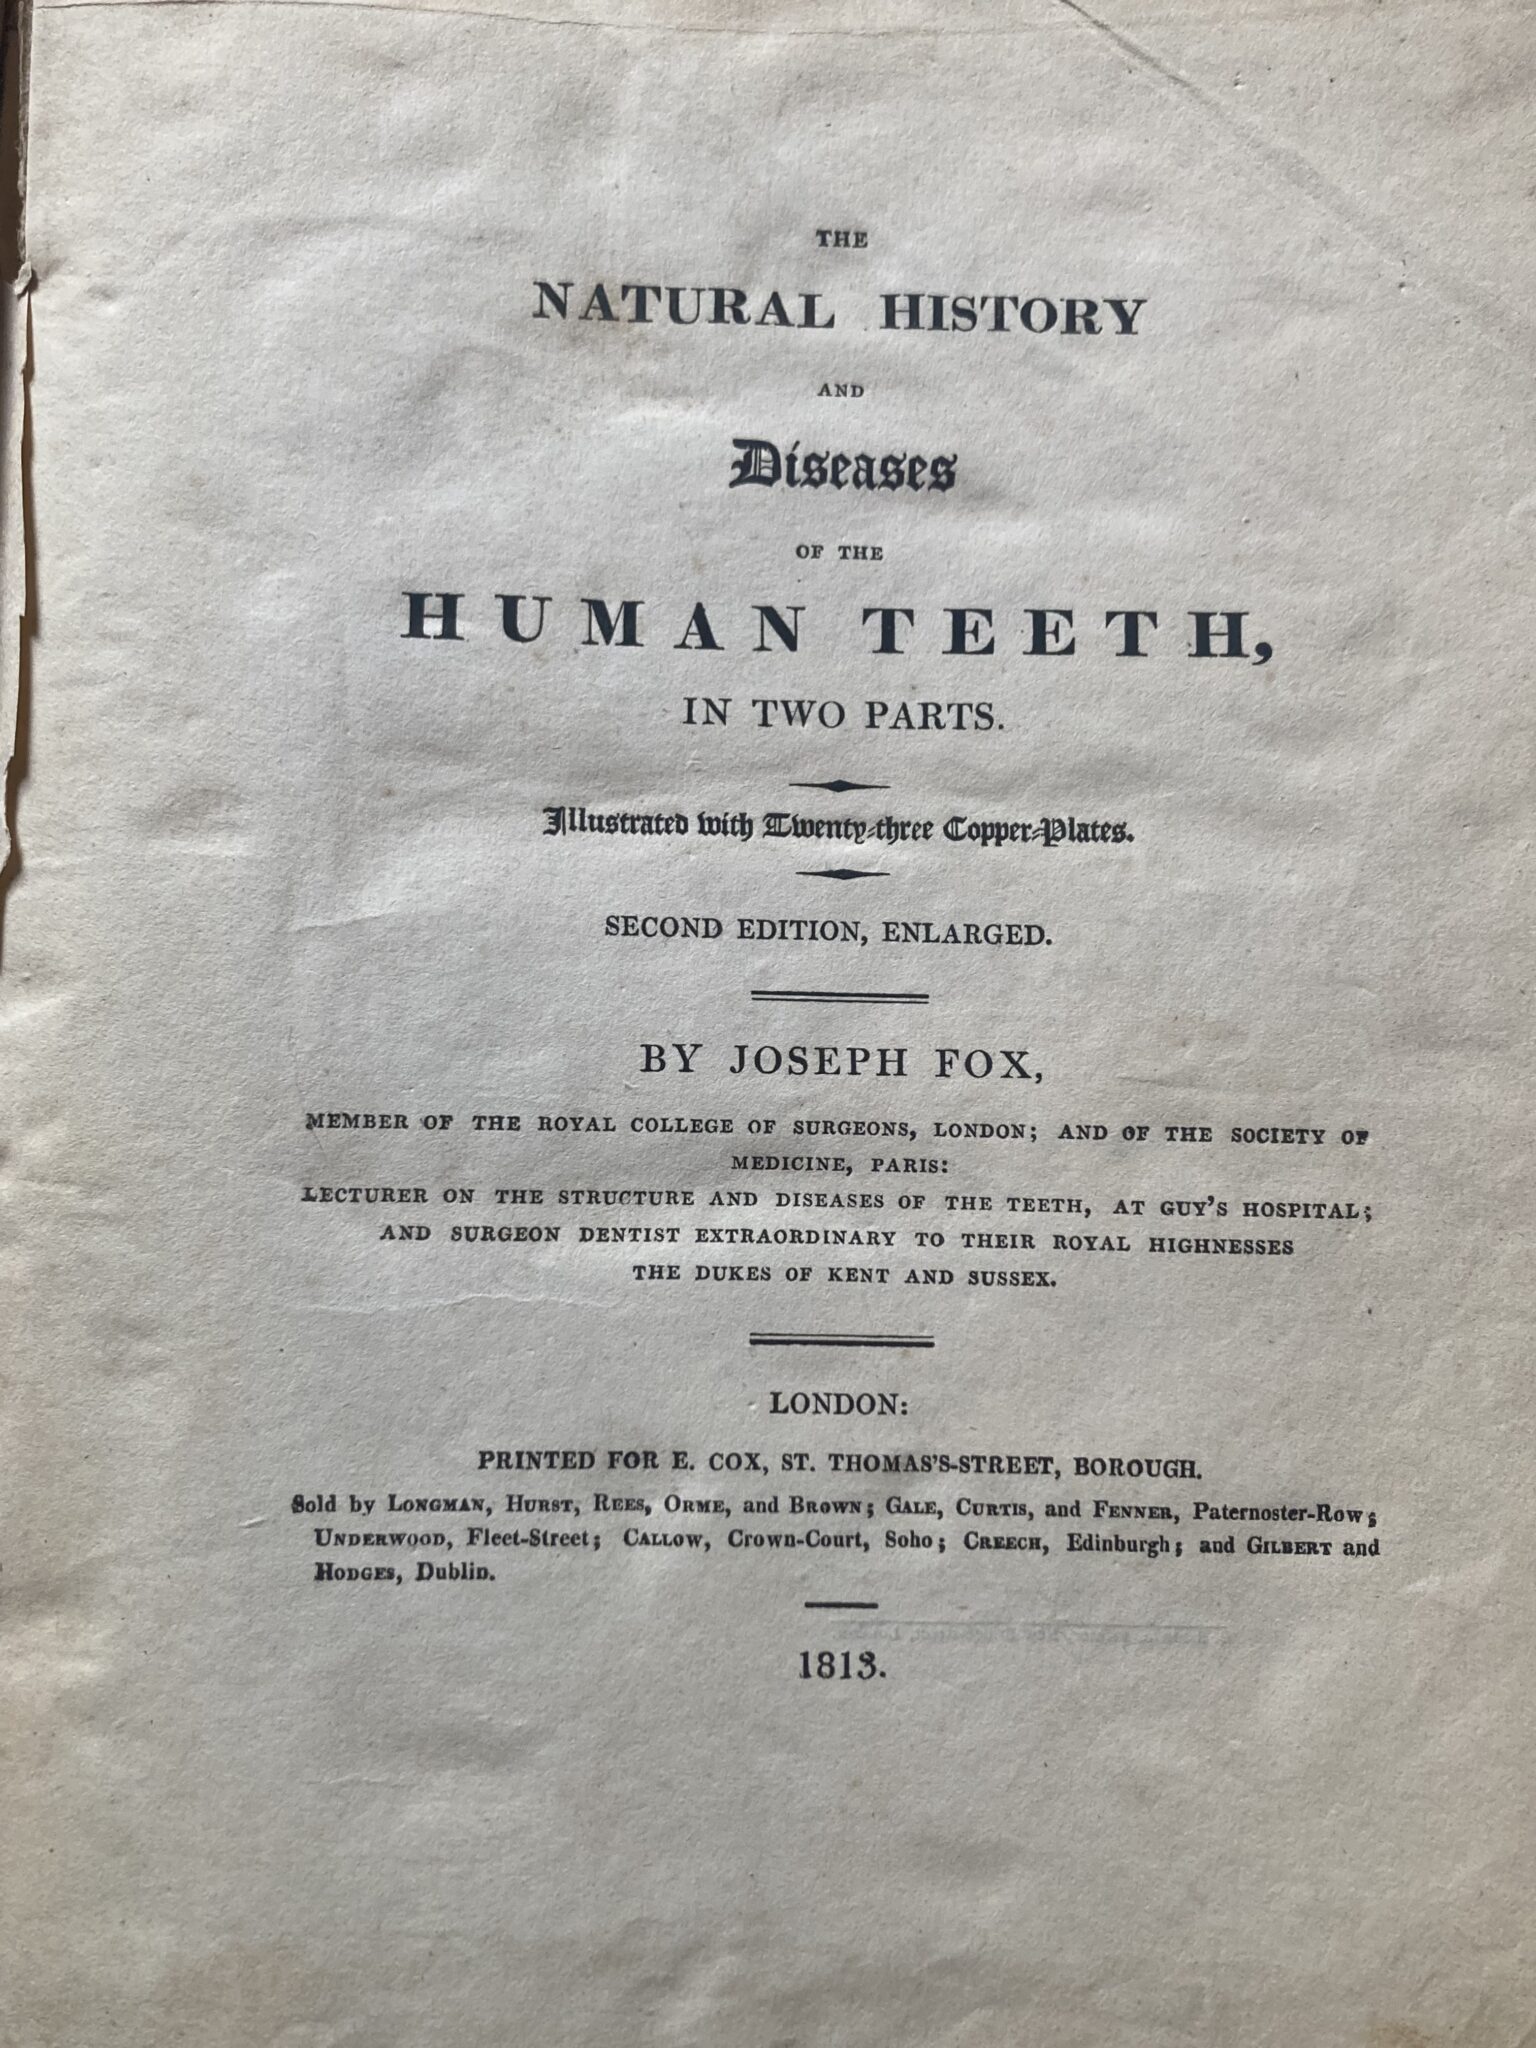 THE
NATURAL HISTORY
AND
Diseases
OF THE
HUMAN TEETH,
IN TWO PARTS.
Illustrated with Twenty-three Copper-Plates.
SECOND EDITION, ENLARGED.
BY JOSEPH FOX,
MEMBER OF THE ROYAL COLLEGE OF SURGEONS, LONDON; AND OF THE SOCIETY OF
MEDICINE, PARIS:
LECTURER ON THE STRUCTURE AND DISEASES OF THE TEETH, AT GUY'S HOSPITAL;
AND SURGEON DENTIST EXTRAORDINARY TO THEIR ROYAL HIGHNESSES
THE DUKES OF KENT AND SUSSEX.
LONDON:
PRINTED FOR E. COX, ST. THOMAS'S-STREET, BOROUGH.
Sold by LONGMAN, HURST, REES, ORME, and BROWN; GALE, CURTIS, and FENNER, Paternoster-Row;
UNDERWOOD, Fleet-Street; CALLOW, Crown-Court, Soho; CREECH, Edinburgh; and GILBERT and
HODGES, Dublin.
1813.